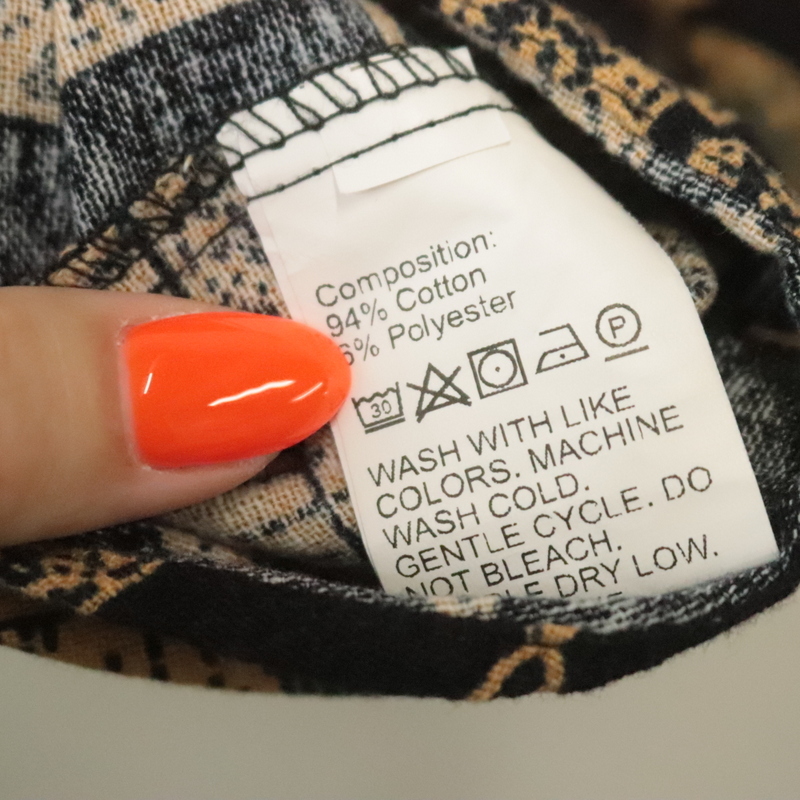 Composition:
94% Cotton
6% Polyester
30
P
WASH WITH LIKE
COLORS. MACHINE
WASH COLD.
GENTLE CYCLE. DO
NOT BLEACH.
DRY LOW.